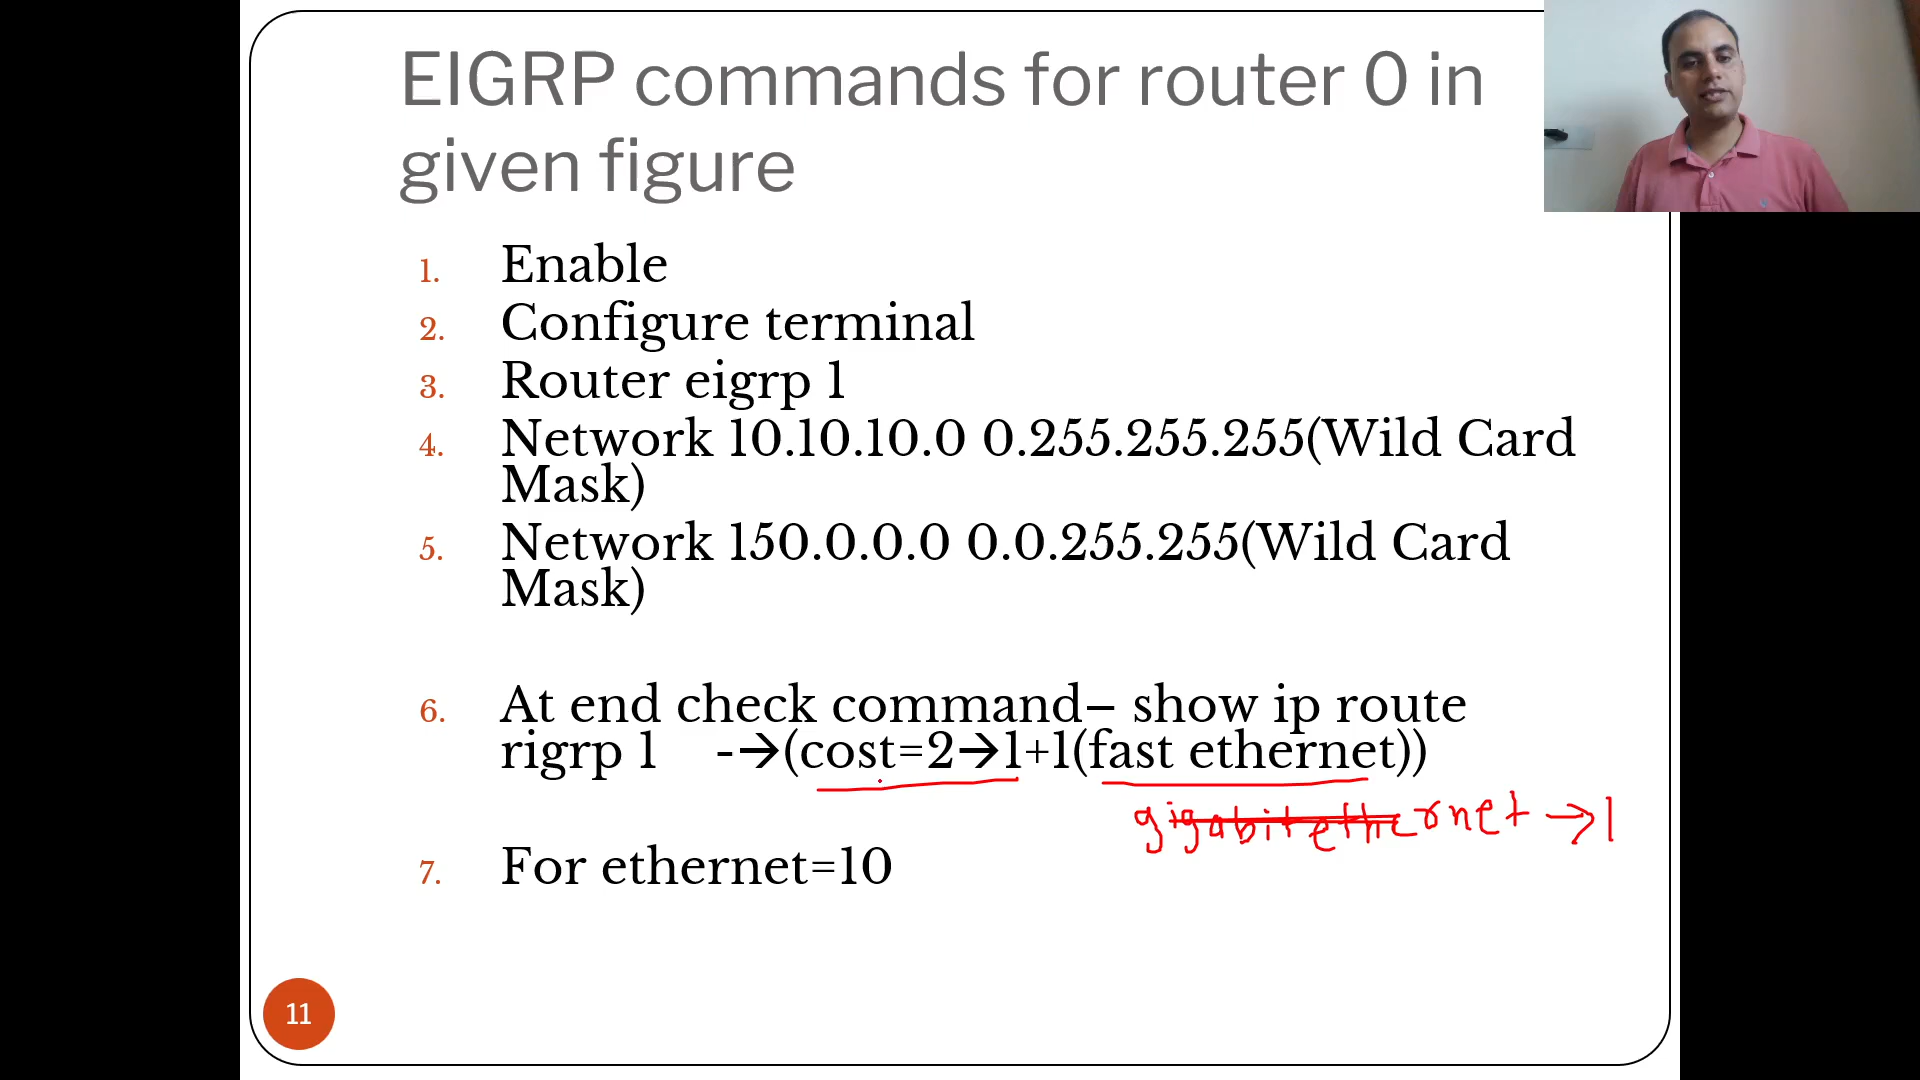 EIGRP commands for router 0 in
given figure
1. Enable
2. Configure terminal
3. Router eigrp 1
4. Network 10.10.10.0 0.255.255.255(Wild Card
Mask)
5. Network 150.0.0.0 0.0.255.255(Wild Card
Mask)
6. At end check command– show ip route
rigrp 1 -→(cost=2→1+1(fast ethernet))
gigabitethernet →1
7. For ethernet=10
11